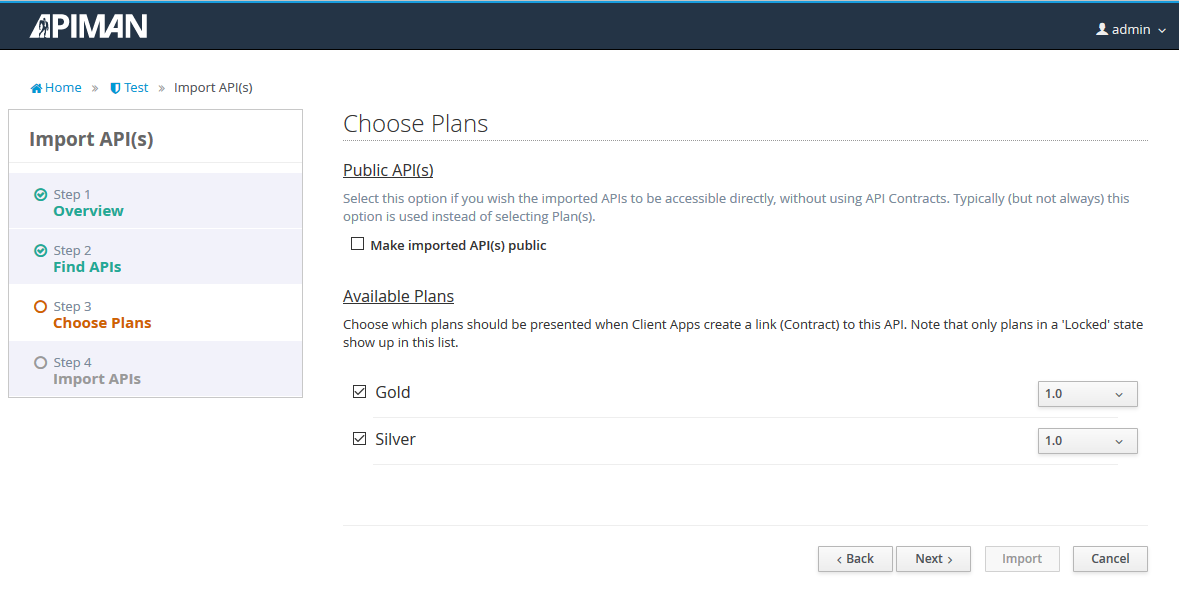 APIMAN
admin
Home » Test » Import API(s)
Import API(s)
Step 1
Overview
Step 2
Find APIs
Step 3
Choose Plans
Step 4
Import APIs
Choose Plans
Public API(s)
Select this option if you wish the imported APIs to be accessible directly, without using API Contracts. Typically (but not always) this
option is used instead of selecting Plan(s).
Make imported API(s) public
Available Plans
Choose which plans should be presented when Client Apps create a link (Contract) to this API. Note that only plans in a 'Locked' state
show up in this list.
Gold 1.0
Silver 1.0
‹ Back Next › Import Cancel